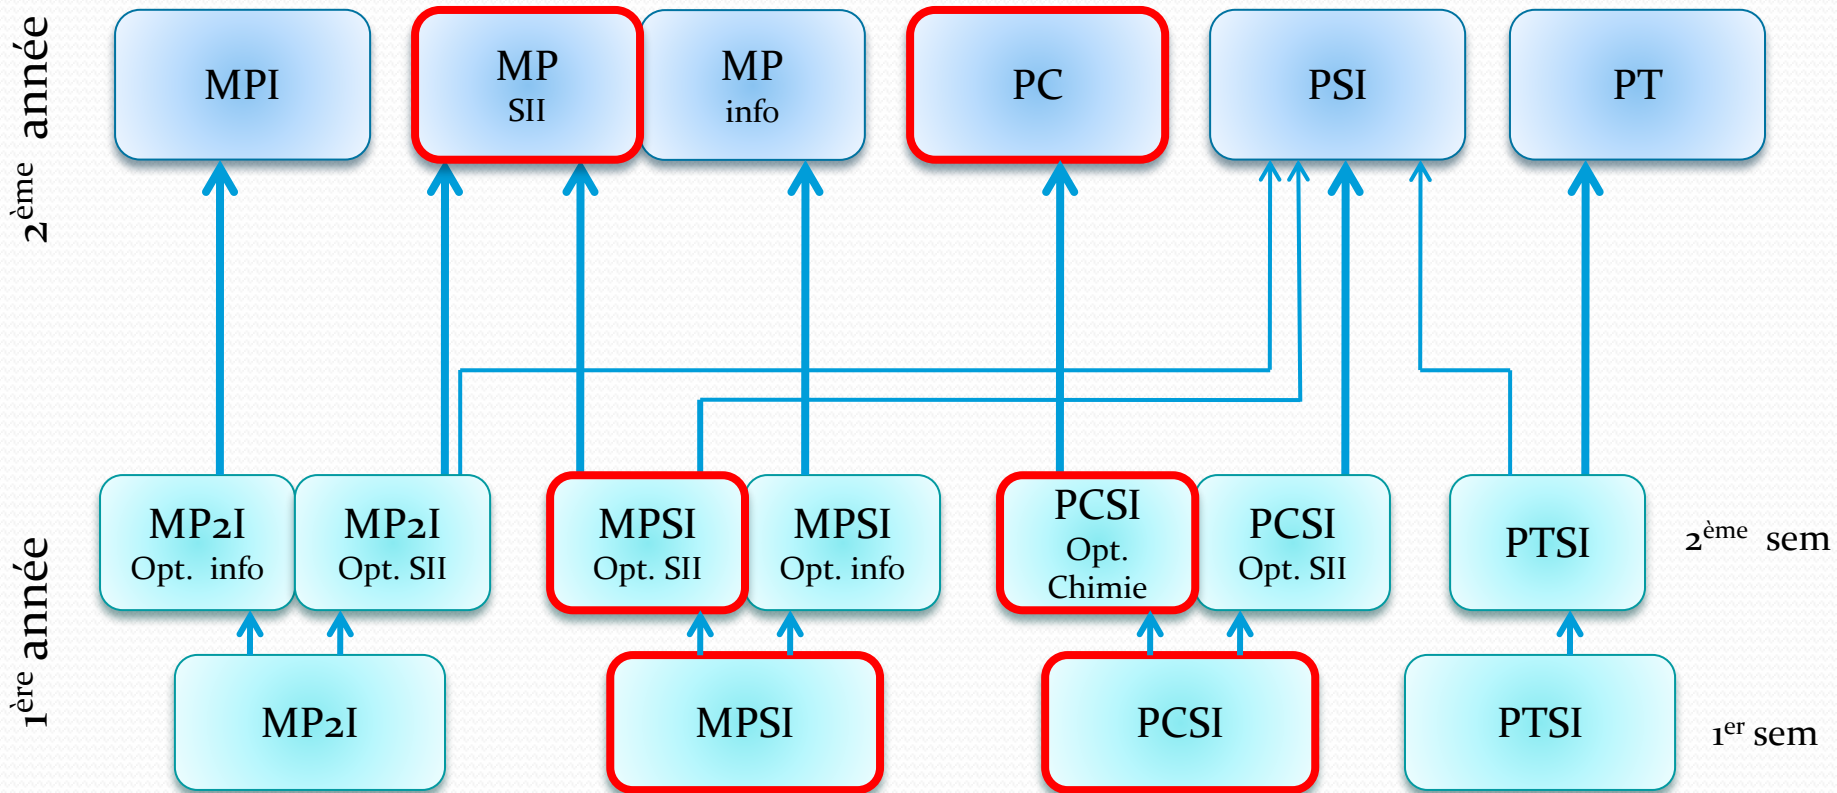 2ème année
MPI
MP
SII
MP
info
PC
PSI
PT
1ère année
MP2I
Opt. info
MP2I
Opt. SII
MPSI
Opt. SII
MPSI
Opt. info
PCSI
Opt.
Chimie
PCSI
Opt. SII
PTSI
2ème sem
MP2I
MPSI
PCSI
PTSI
1er sem